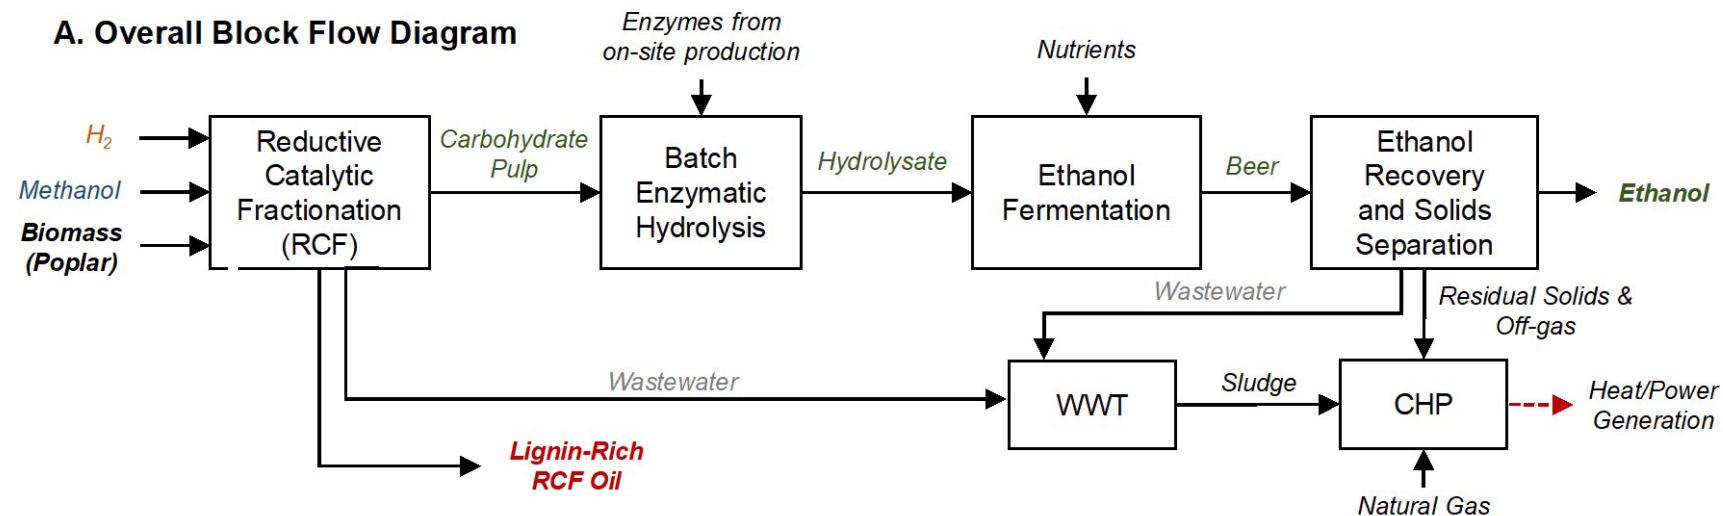 A. Overall Block Flow Diagram
Enzymes from
on-site production
Nutrients
H2
Methanol
Biomass
(Poplar)
Reductive
Catalytic
Fractionation
(RCF)
Carbohydrate
Pulp
Batch
Enzymatic
Hydrolysis
Hydrolysate
Ethanol
Fermentation
Beer
Ethanol
Recovery
and Solids
Separation
Ethanol
Wastewater
Residual Solids &
Off-gas
Wastewater
WWT
Sludge
CHP
Heat/Power
Generation
Lignin-Rich
RCF Oil
Natural Gas